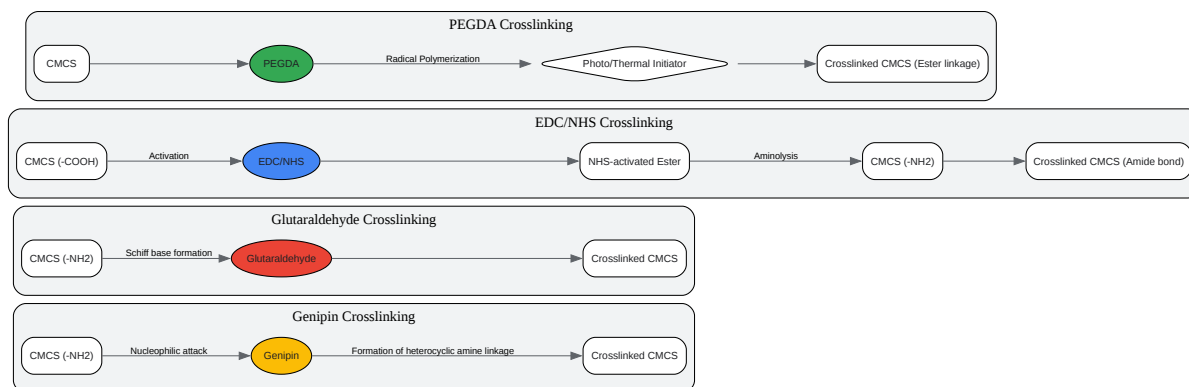 PEGDA Crosslinking
CMCS
PEGDA
Radical Polymerization
Photo/Thermal Initiator
Crosslinked CMCS (Ester linkage)
EDC/NHS Crosslinking
CMCS (-COOH)
Activation
EDC/NHS
NHS-activated Ester
Aminolysis
CMCS (-NH2)
Crosslinked CMCS (Amide bond)
Glutaraldehyde Crosslinking
CMCS (-NH2)
Schiff base formation
Glutaraldehyde
Crosslinked CMCS
Genipin Crosslinking
CMCS (-NH2)
Nucleophilic attack
Genipin
Formation of heterocyclic amine linkage
Crosslinked CMCS